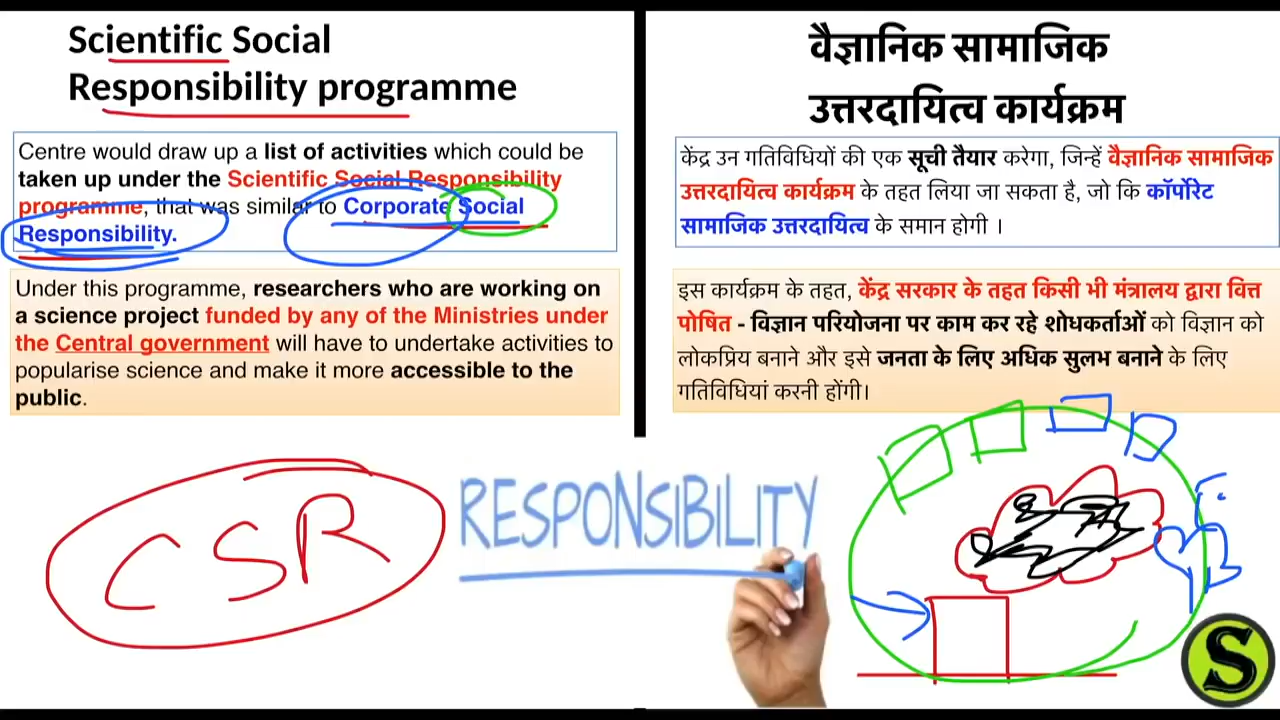 Scientific Social
Responsibility programme
Centre would draw up a list of activities which could be
taken up under the Scientific Social Responsibility
programme, that was similar to Corporate Social
Responsibility.
Under this programme, researchers who are working on
a science project funded by any of the Ministries under
the Central government will have to undertake activities to
popularise science and make it more accessible to the
public.
CSR
RESPONSIBILITY
वैज्ञानिक सामाजिक
उत्तरदायित्व कार्यक्रम
केंद्र उन गतिविधियों की एक सूची तैयार करेगा, जिन्हें वैज्ञानिक सामाजिक
उत्तरदायित्व कार्यक्रम के तहत लिया जा सकता है, जो कि कॉर्पोरेट
सामाजिक उत्तरदायित्व के समान होगी ।
इस कार्यक्रम के तहत, केंद्र सरकार के तहत किसी भी मंत्रालय द्वारा वित्त
पोषित - विज्ञान परियोजना पर काम कर रहे शोधकर्ताओं को विज्ञान को
लोकप्रिय बनाने और इसे जनता के लिए अधिक सुलभ बनाने के लिए
गतिविधियां करनी होंगी।
S